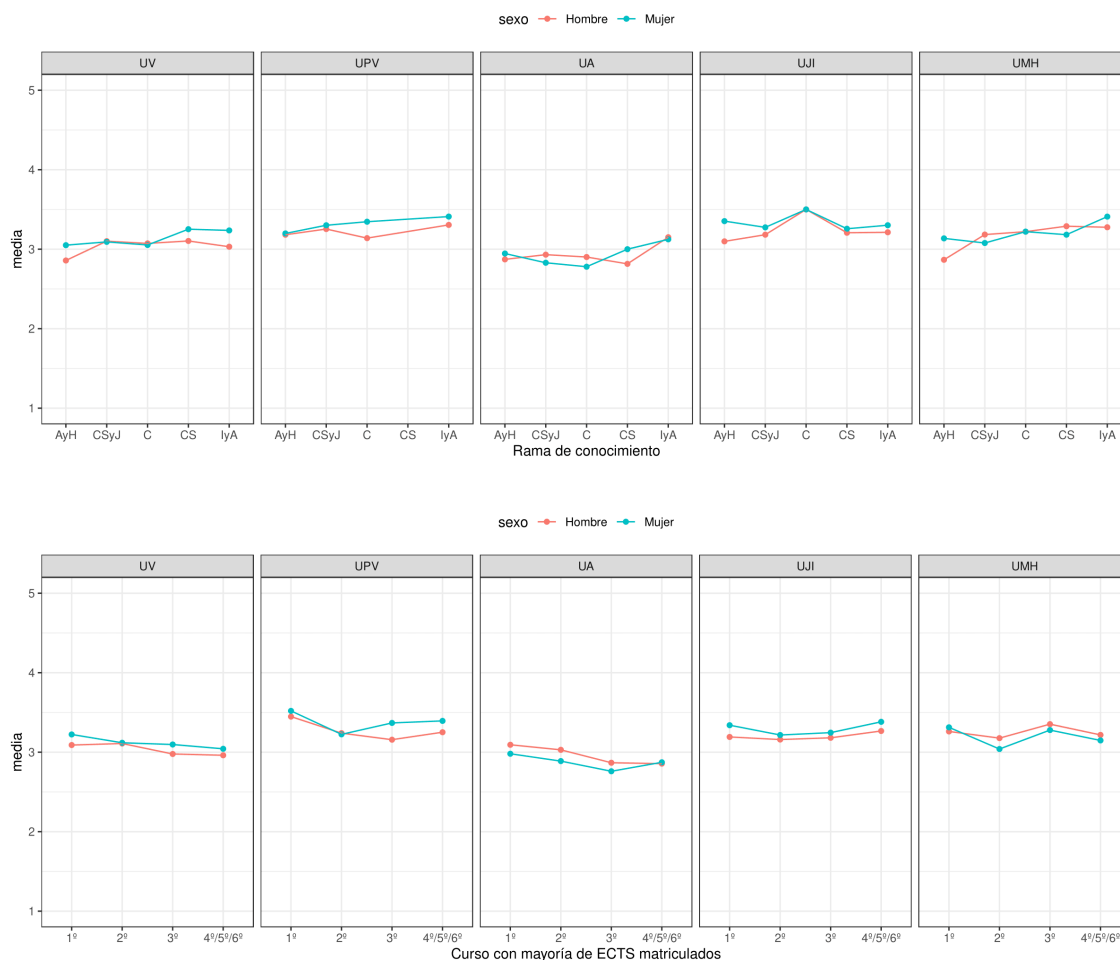 sexo Hombre Mujer
UV UPV UA UJI UMH
5
4
media
3
2
1
AyH CSyJ C CS IyA AyH CSyJ C CS IyA AyH CSyJ C CS IyA AyH CSyJ C CS IyA AyH CSyJ C CS IyA
Rama de conocimiento
sexo Hombre Mujer
UV UPV UA UJI UMH
5
4
media
3
2
1
1º 2º 3º 4º/5º/6º 1º 2º 3º 4º/5º/6º 1º 2º 3º 4º/5º/6º 1º 2º 3º 4º/5º/6º 1º 2º 3º 4º/5º/6º
Curso con mayoría de ECTS matriculados